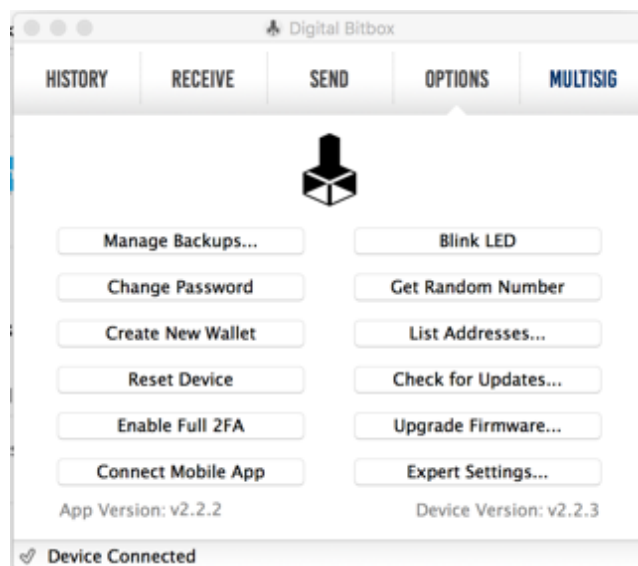 Digital Bitbox
HISTORY RECEIVE SEND OPTIONS MULTISIG
Manage Backups... Blink LED
Change Password Get Random Number
Create New Wallet List Addresses...
Reset Device Check for Updates...
Enable Full 2FA Upgrade Firmware...
Connect Mobile App Expert Settings...
App Version: v2.2.2 Device Version: v2.2.3
Device Connected